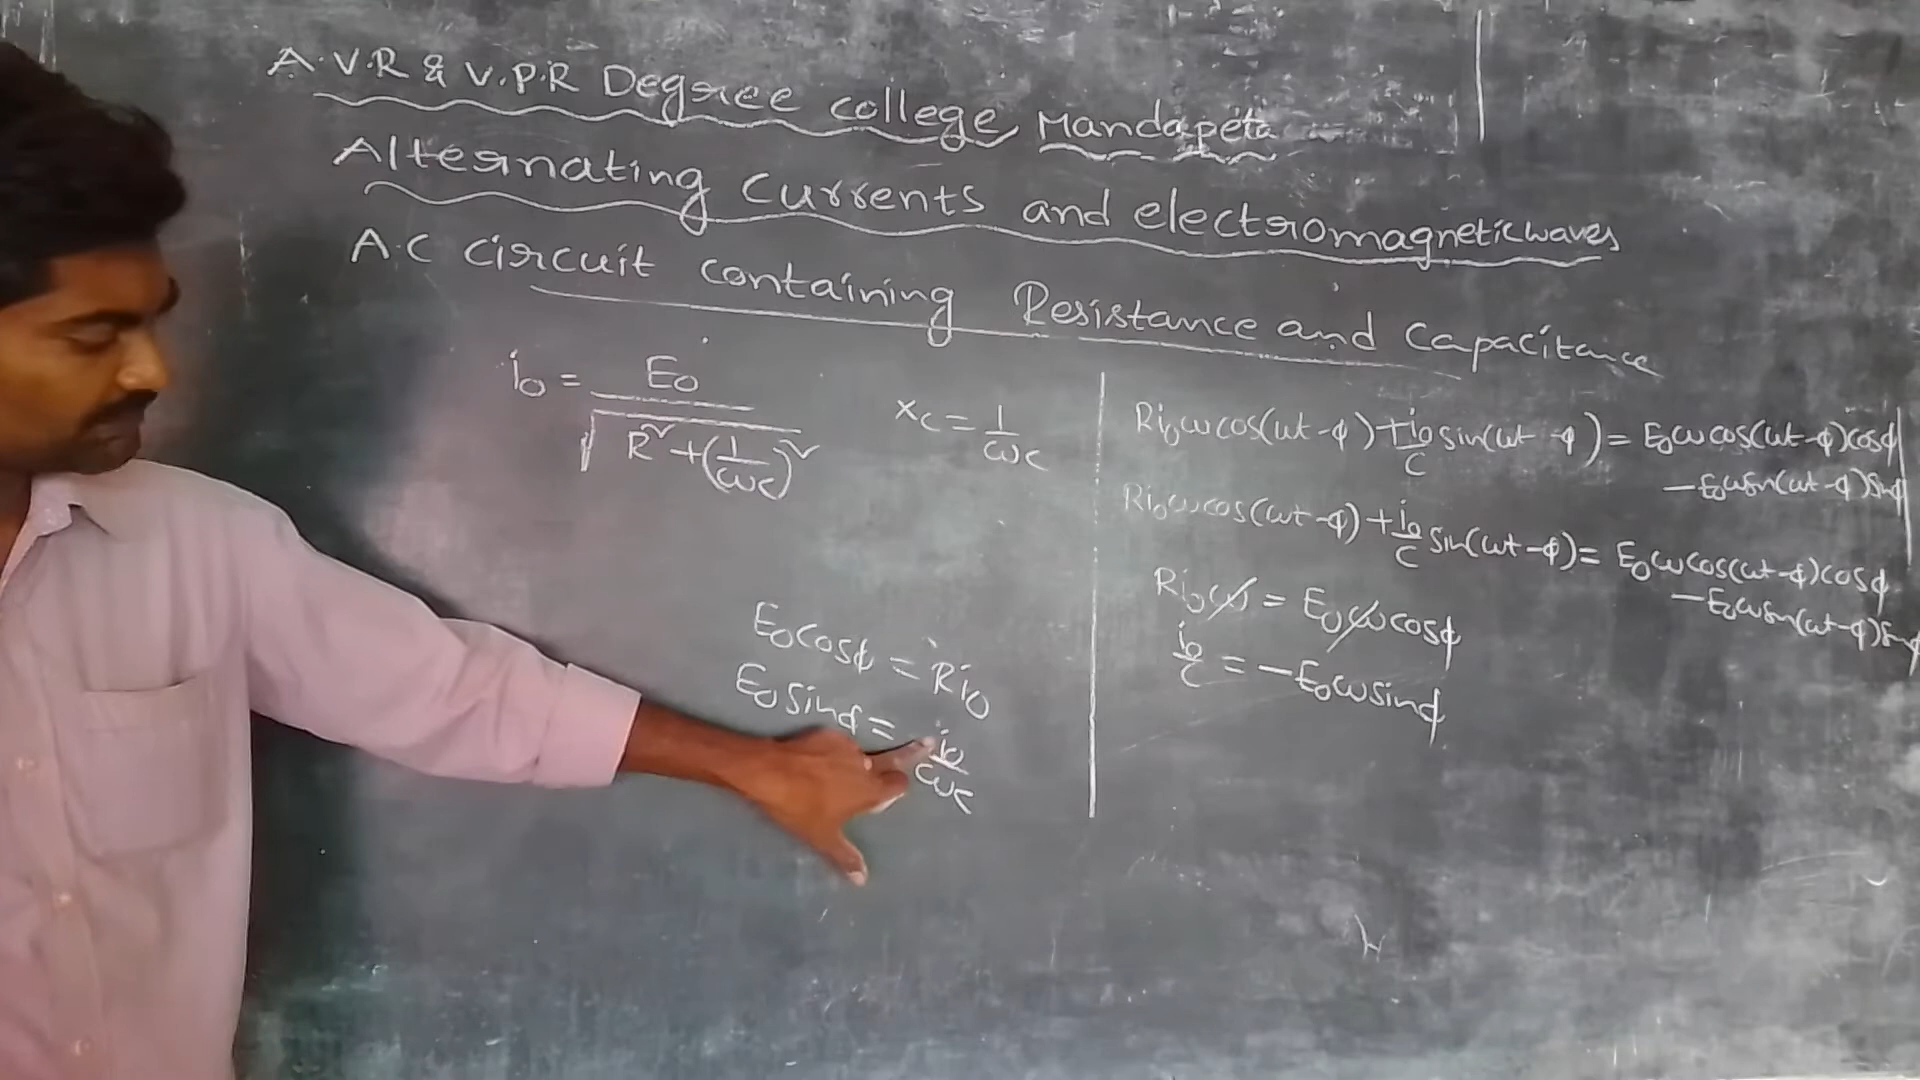 A.V.R & V.P.R Degree college, Mandapeta
Alternating Currents and electromagneticwaves
A.C circuit containing Resistance and Capacitance
i₀ = E₀ / √(R² + (1/ωc)²)
xc = 1/ωc
E₀cosφ = Ri₀
E₀sinφ = i₀/ωc
Ri₀ωcos(ωt-φ) + i₀/c sin(ωt-φ) = E₀ωcos(ωt-φ)cosφ
-E₀ωsin(ωt-φ)sinφ
Ri₀ωcos(ωt-φ) + i₀/c sin(ωt-φ) = E₀ωcos(ωt-φ)cosφ
-E₀ωsin(ωt-φ)sinφ
Ri₀ω = E₀ωcosφ
i₀/c = -E₀ωsinφ